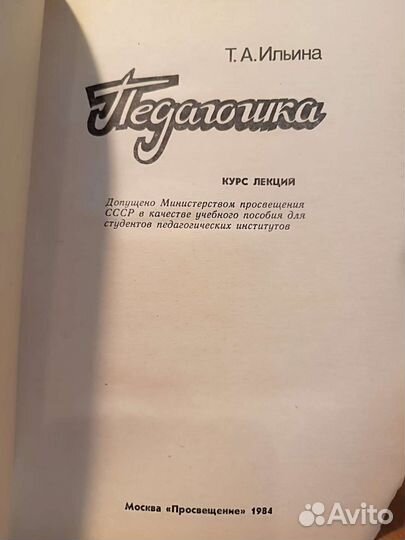 Т. А. Ильина
Педагогика
КУРС ЛЕКЦИЙ
Допущено Министерством просвещения
СССР в качестве учебного пособия для
студентов педагогических институтов
Москва «Просвещение» 1984
Avito